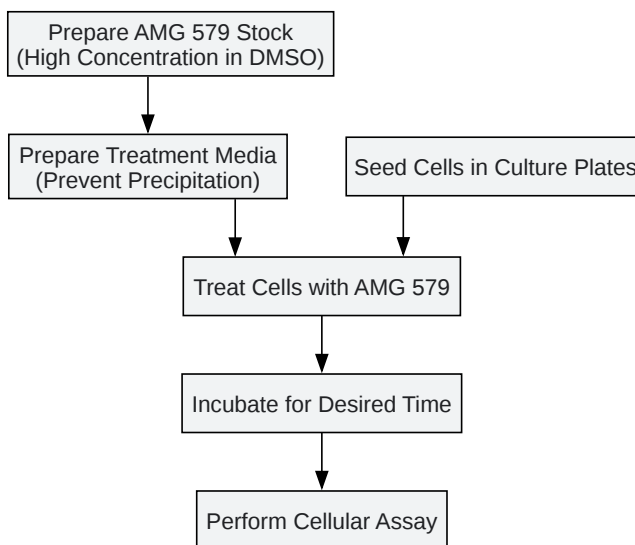 Prepare AMG 579 Stock
(High Concentration in DMSO)
Prepare Treatment Media
(Prevent Precipitation)
Seed Cells in Culture Plates
Treat Cells with AMG 579
Incubate for Desired Time
Perform Cellular Assay